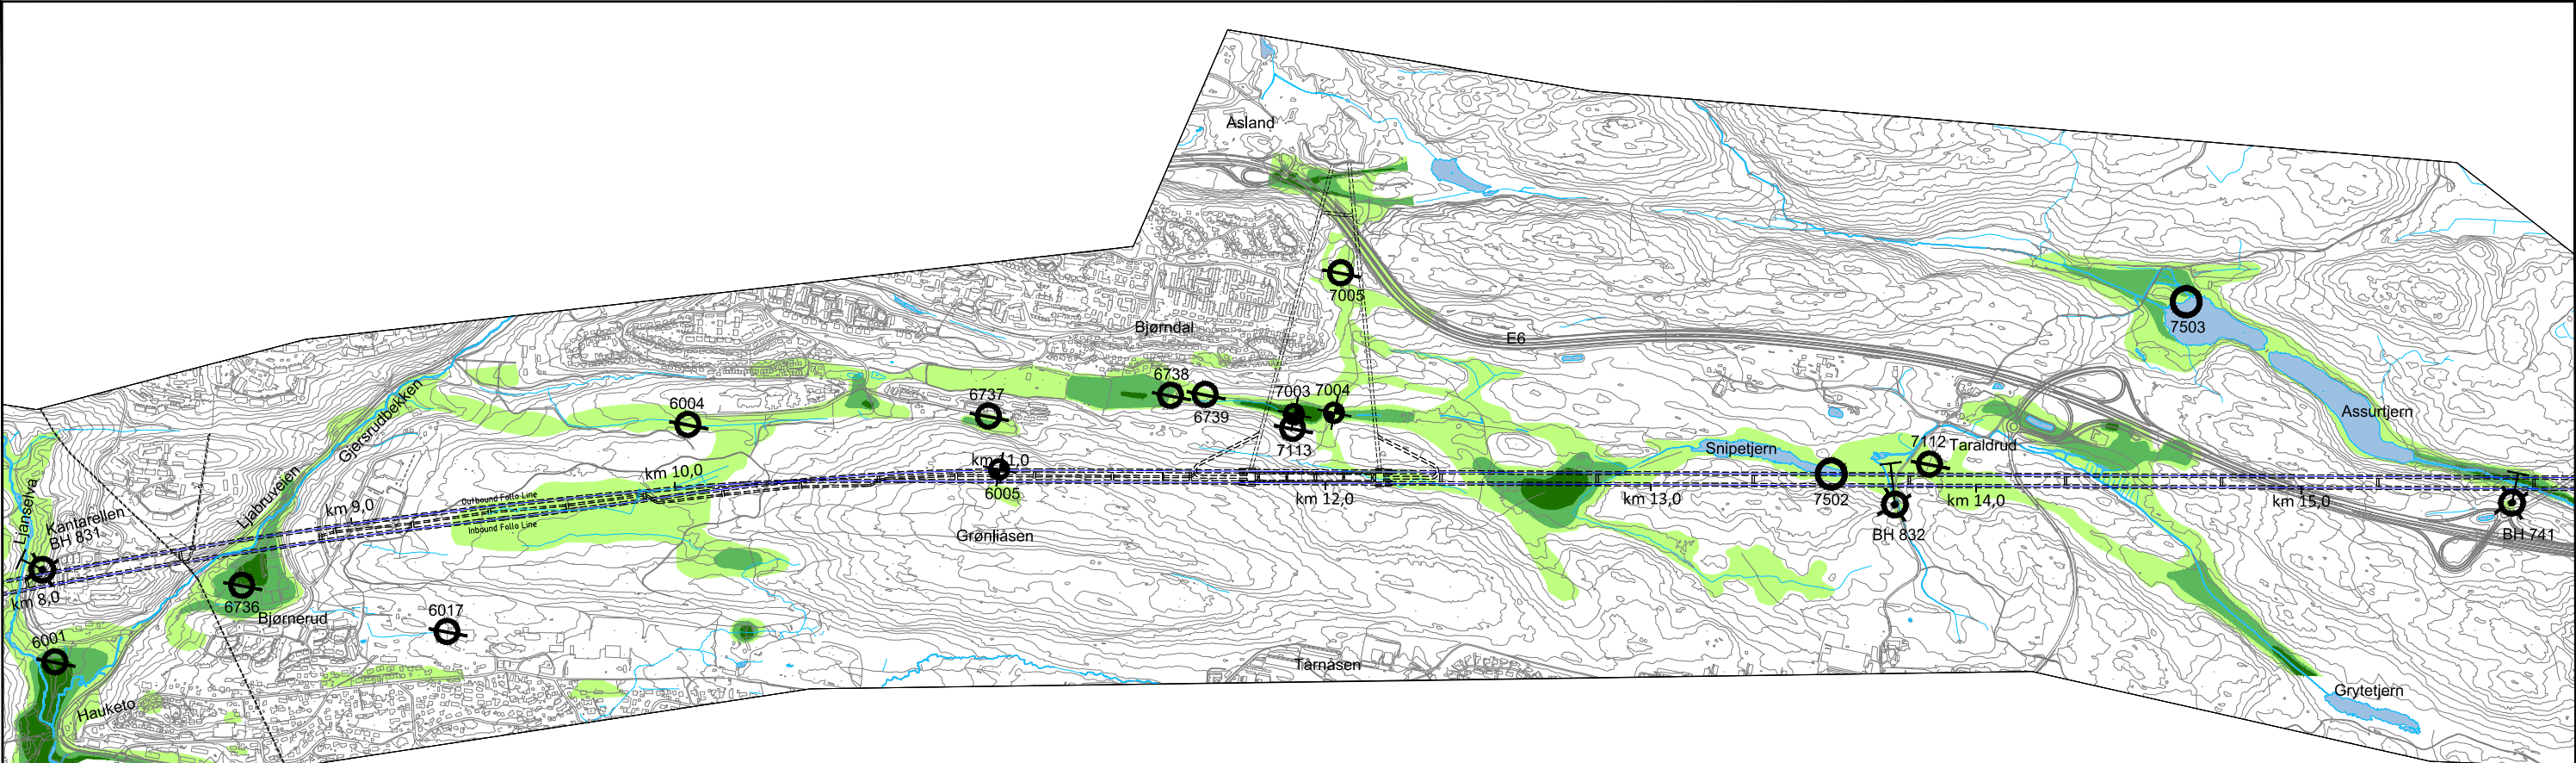 Åsland
7005
7503
Bjørndal
E6
6738
6739
6737
7003
7004
7113
6004
Gjersrudbekken
Assurtjern
Snipetjern
7112
Taraldrud
7502
km 8,0
km 9,0
km 10,0
km 11,0
6005
km 12,0
km 13,0
km 14,0
km 15,0
Outbound Follo Line
Inbound Follo Line
Ljabruveien
Ljanselva
Kantarellen
BH 831
Grønliåsen
BH 832
BH 741
6736
Bjørnerud
6017
6001
Tårnåsen
Hauketo
Grytetjern